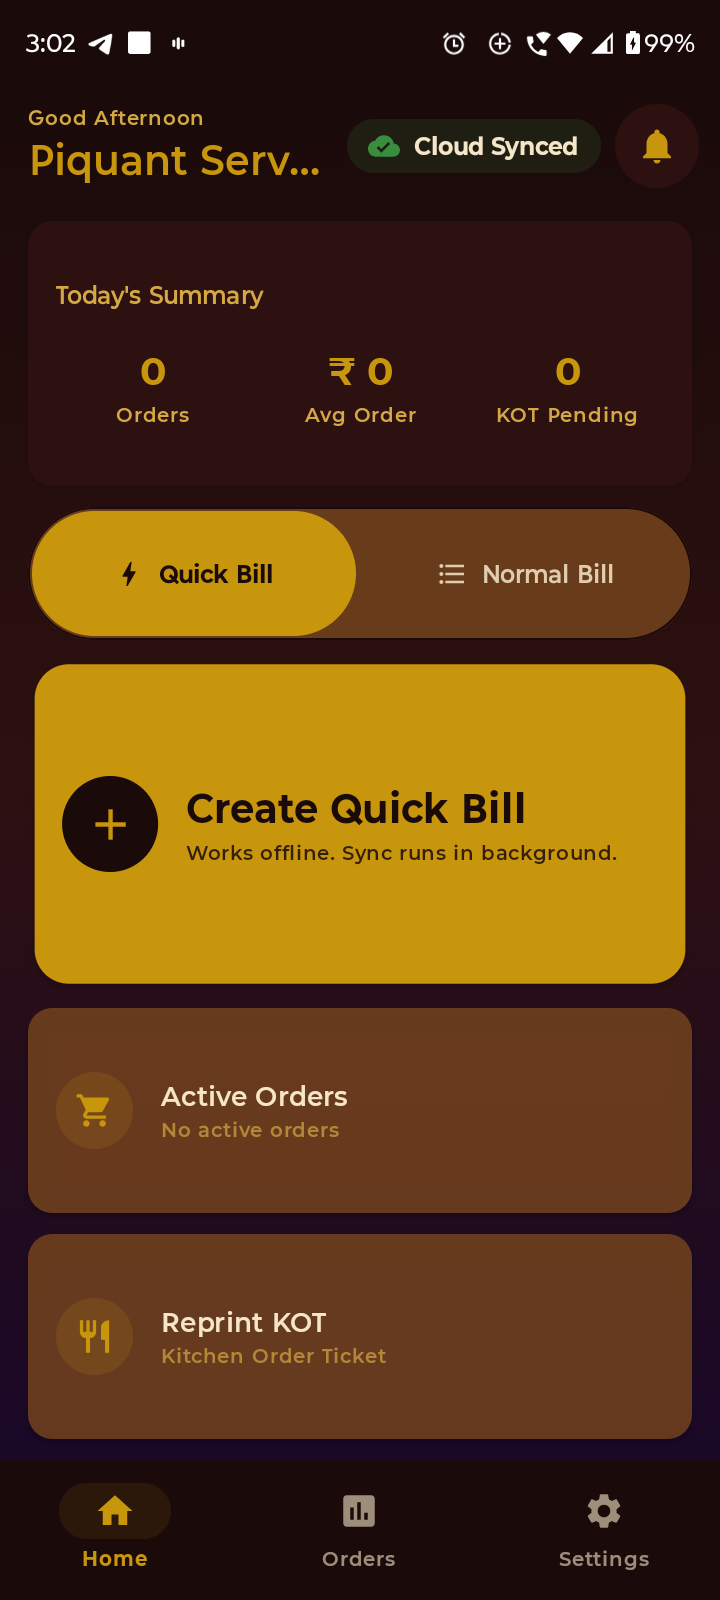 3:02
99%
Good Afternoon
Piquant Serv...
Cloud Synced
Today's Summary
0
₹ 0
0
Orders
Avg Order
KOT Pending
Quick Bill
Normal Bill
Create Quick Bill
Works offline. Sync runs in background.
Active Orders
No active orders
Reprint KOT
Kitchen Order Ticket
Home
Orders
Settings